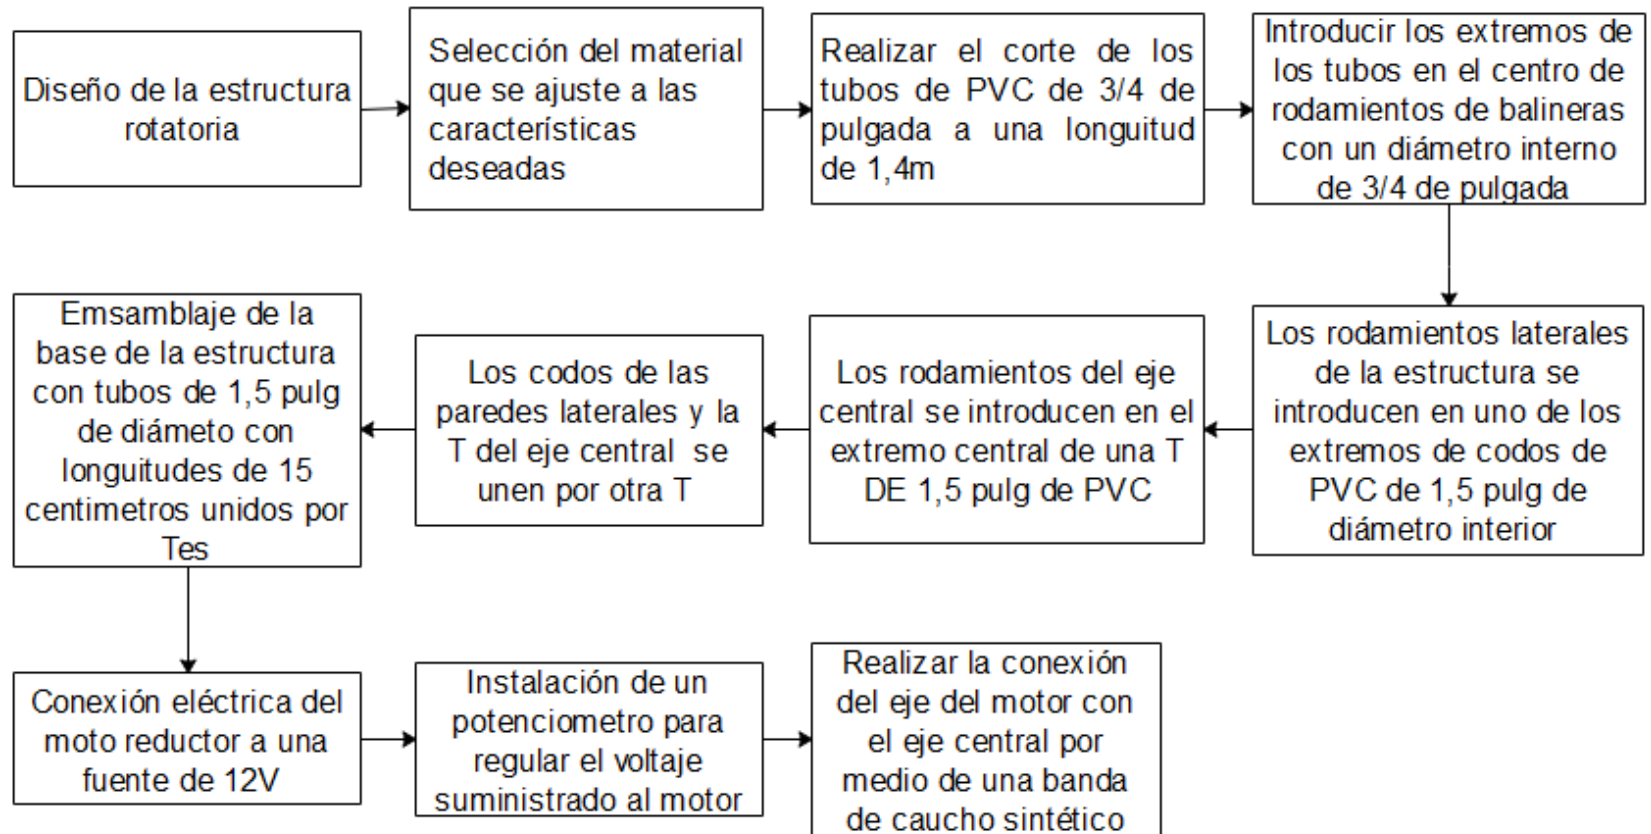 Diseño de la estructura
rotatoria
Selección del material
que se ajuste a las
características
deseadas
Realizar el corte de los
tubos de PVC de 3/4 de
pulgada a una longuitud
de 1,4m
Introducir los extremos de
los tubos en el centro de
rodamientos de balineras
con un diámetro interno
de 3/4 de pulgada
Los rodamientos laterales
de la estructura se
introducen en uno de los
extremos de codos de
PVC de 1,5 pulg de
diámetro interior
Los rodamientos del eje
central se introducen en el
extremo central de una T
DE 1,5 pulg de PVC
Los codos de las
paredes laterales y la
T del eje central se
unen por otra T
Emsamblaje de la
base de la estructura
con tubos de 1,5 pulg
de diámeto con
longuitudes de 15
centimetros unidos por
Tes
Conexión eléctrica del
moto reductor a una
fuente de 12V
Instalación de un
potenciometro para
regular el voltaje
suministrado al motor
Realizar la conexión
del eje del motor con
el eje central por
medio de una banda
de caucho sintético